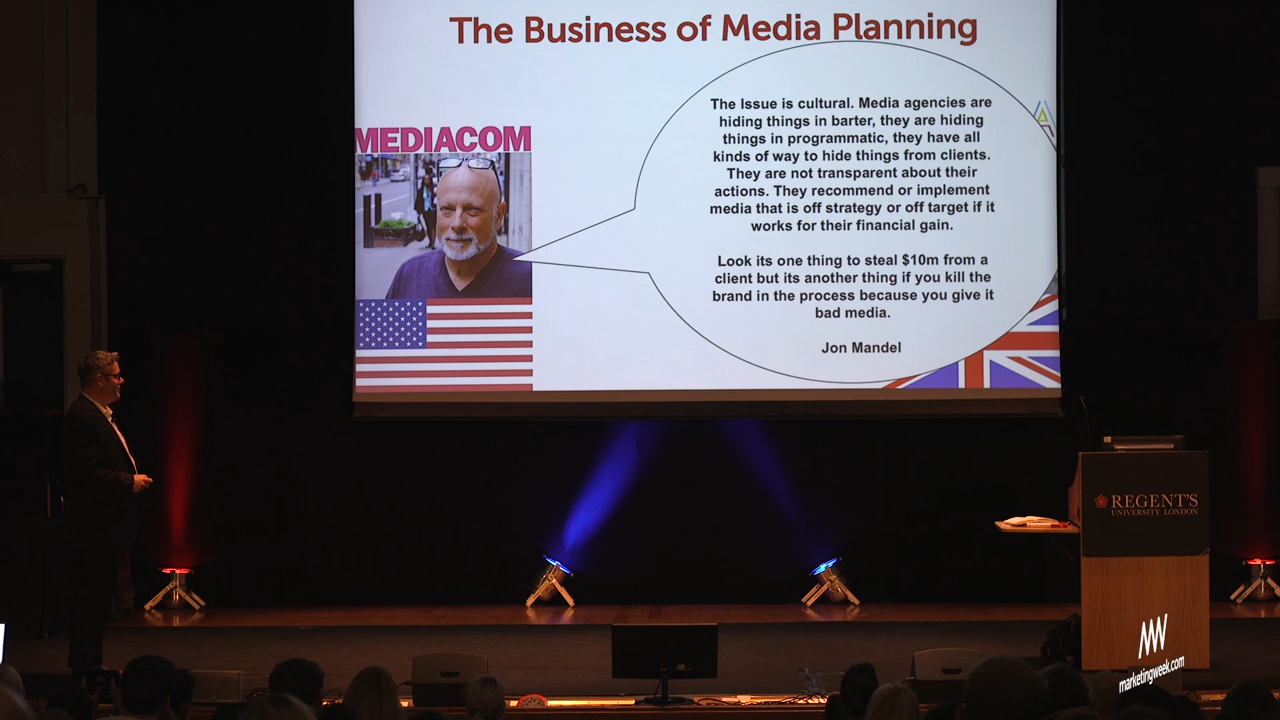 The Business of Media Planning
MEDIACOM
The Issue is cultural. Media agencies are
hiding things in barter, they are hiding
things in programmatic, they have all
kinds of way to hide things from clients.
They are not transparent about their
actions. They recommend or implement
media that is off strategy or off target if it
works for their financial gain.
Look its one thing to steal $10m from a
client but its another thing if you kill the
brand in the process because you give it
bad media.
Jon Mandel
REGENT'S
UNIVERSITY LONDON
MW
marketingweek.com